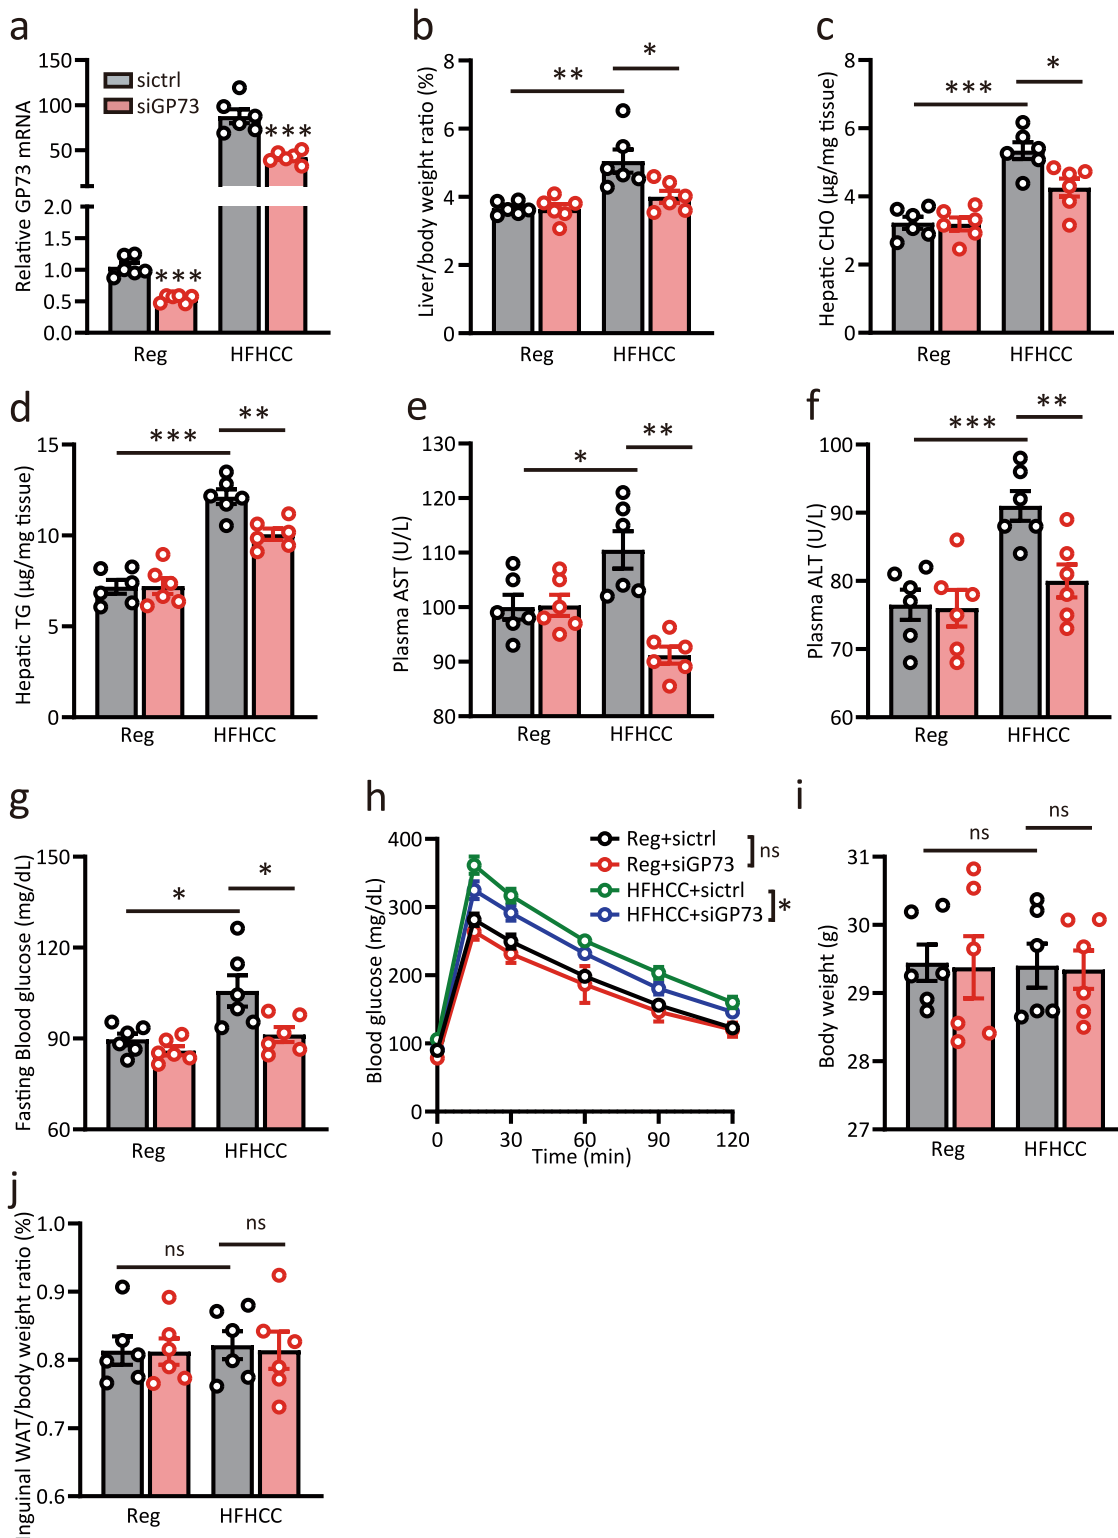 a
Relative GP73 mRNA
150
100
50
2.0
1.5
1.0
0.5
0.0
sictrl
siGP73
***
***
Reg
HFHCC
b
Liver/body weight ratio (%)
8
6
4
2
0
**
*
Reg
HFHCC
c
Hepatic CHO (µg/mg tissue)
8
6
4
2
0
***
*
Reg
HFHCC
d
Hepatic TG (µg/mg tissue)
15
10
5
0
***
**
Reg
HFHCC
e
Plasma AST (U/L)
130
120
110
100
90
80
*
**
Reg
HFHCC
f
Plasma ALT (U/L)
100
90
80
70
60
***
**
Reg
HFHCC
g
Fasting Blood glucose (mg/dL)
150
120
90
60
*
*
Reg
HFHCC
h
Blood glucose (mg/dL)
400
300
200
100
0
Reg+sictrl
Reg+siGP73
ns
HFHCC+sictrl
HFHCC+siGP73
*
0 30 60 90 120
Time (min)
i
Body weight (g)
31
30
29
28
27
ns
ns
Reg
HFHCC
j
Inguinal WAT/body weight ratio (%)
1.0
0.9
0.8
0.7
0.6
ns
ns
Reg
HFHCC